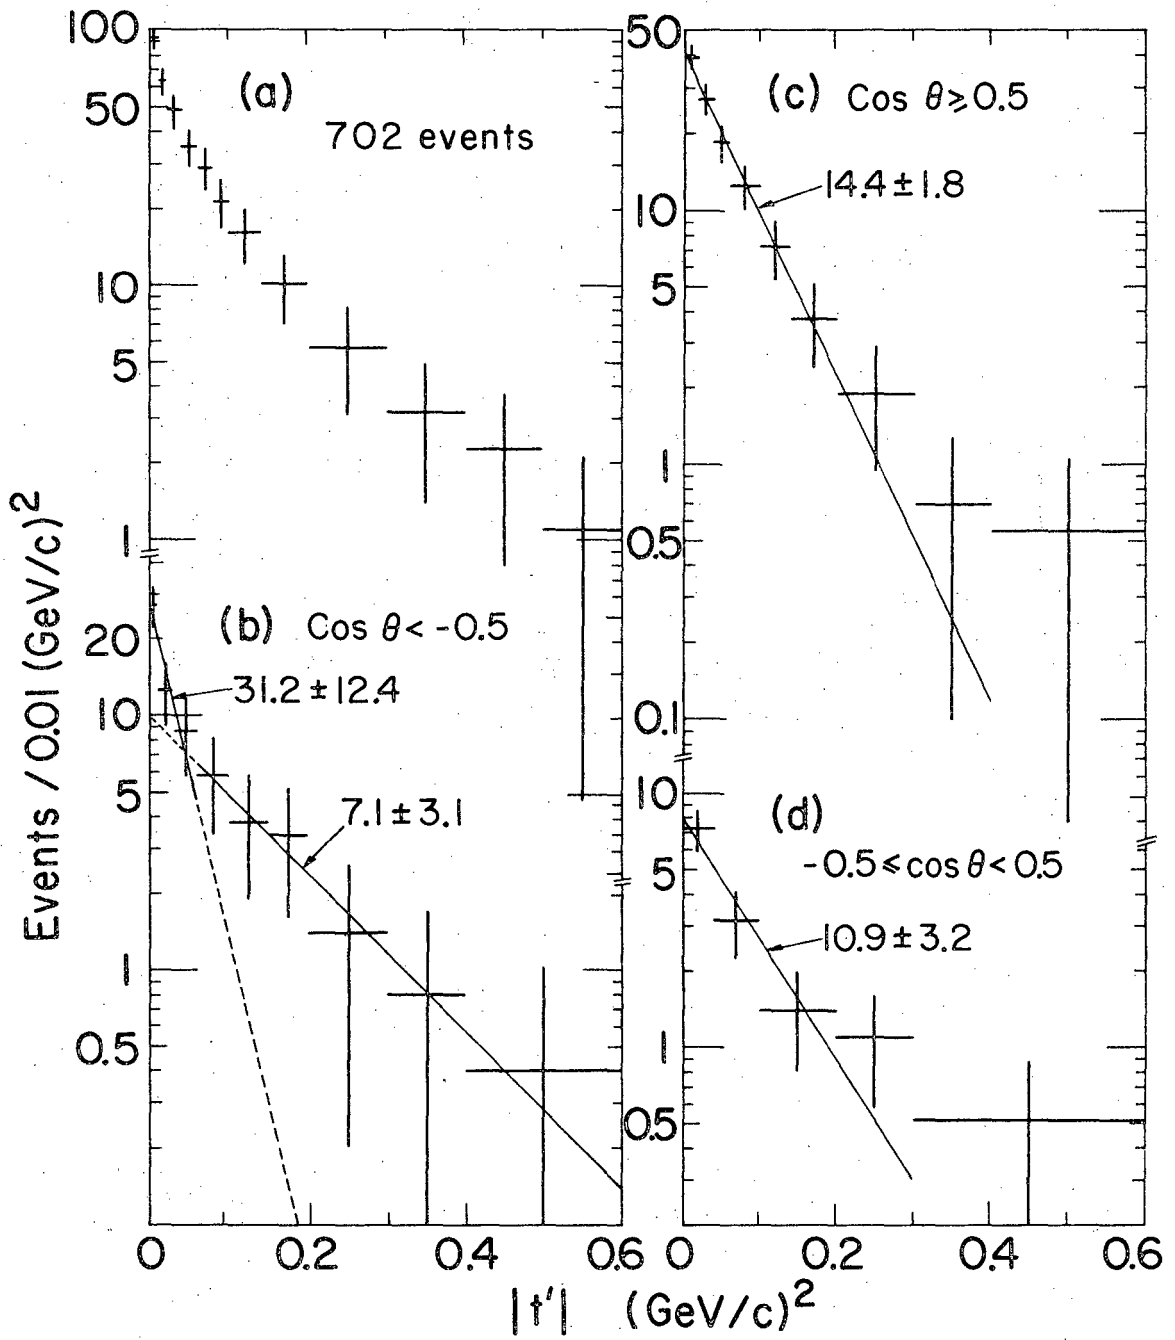 Events / 0.01 (GeV/c)²
100
50
10
5
1
(a)
702 events
20
10
5
1
0.5
(b) Cos θ < -0.5
31.2 ± 12.4
7.1 ± 3.1
50
10
5
1
0.5
0.1
(c) Cos θ ≥ 0.5
14.4 ± 1.8
10
5
1
0.5
(d)
-0.5 ≤ cos θ < 0.5
10.9 ± 3.2
0 0.2 0.4 0.6
0 0.2 0.4 0.6
|t′| (GeV/c)²